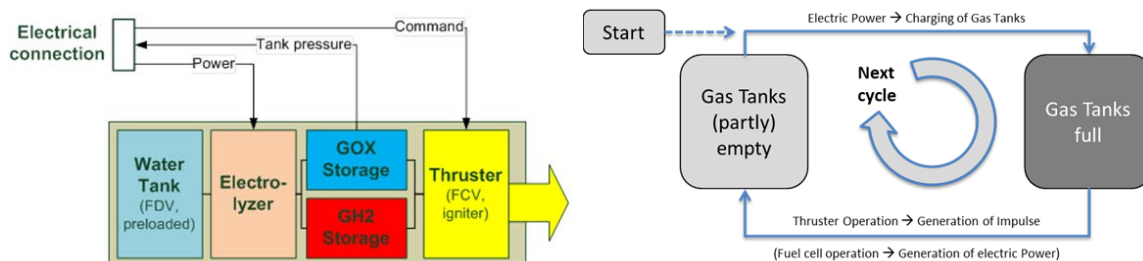 Electrical
connection
Command
Tank pressure
Power
Water
Tank
(FDV,
preloaded)
Electro-
lyzer
GOX
Storage
GH2
Storage
Thruster
(FCV,
igniter)
Start
Electric Power → Charging of Gas Tanks
Gas Tanks
(partly)
empty
Next
cycle
Gas Tanks
full
Thruster Operation → Generation of Impulse
(Fuel cell operation → Generation of electric Power)